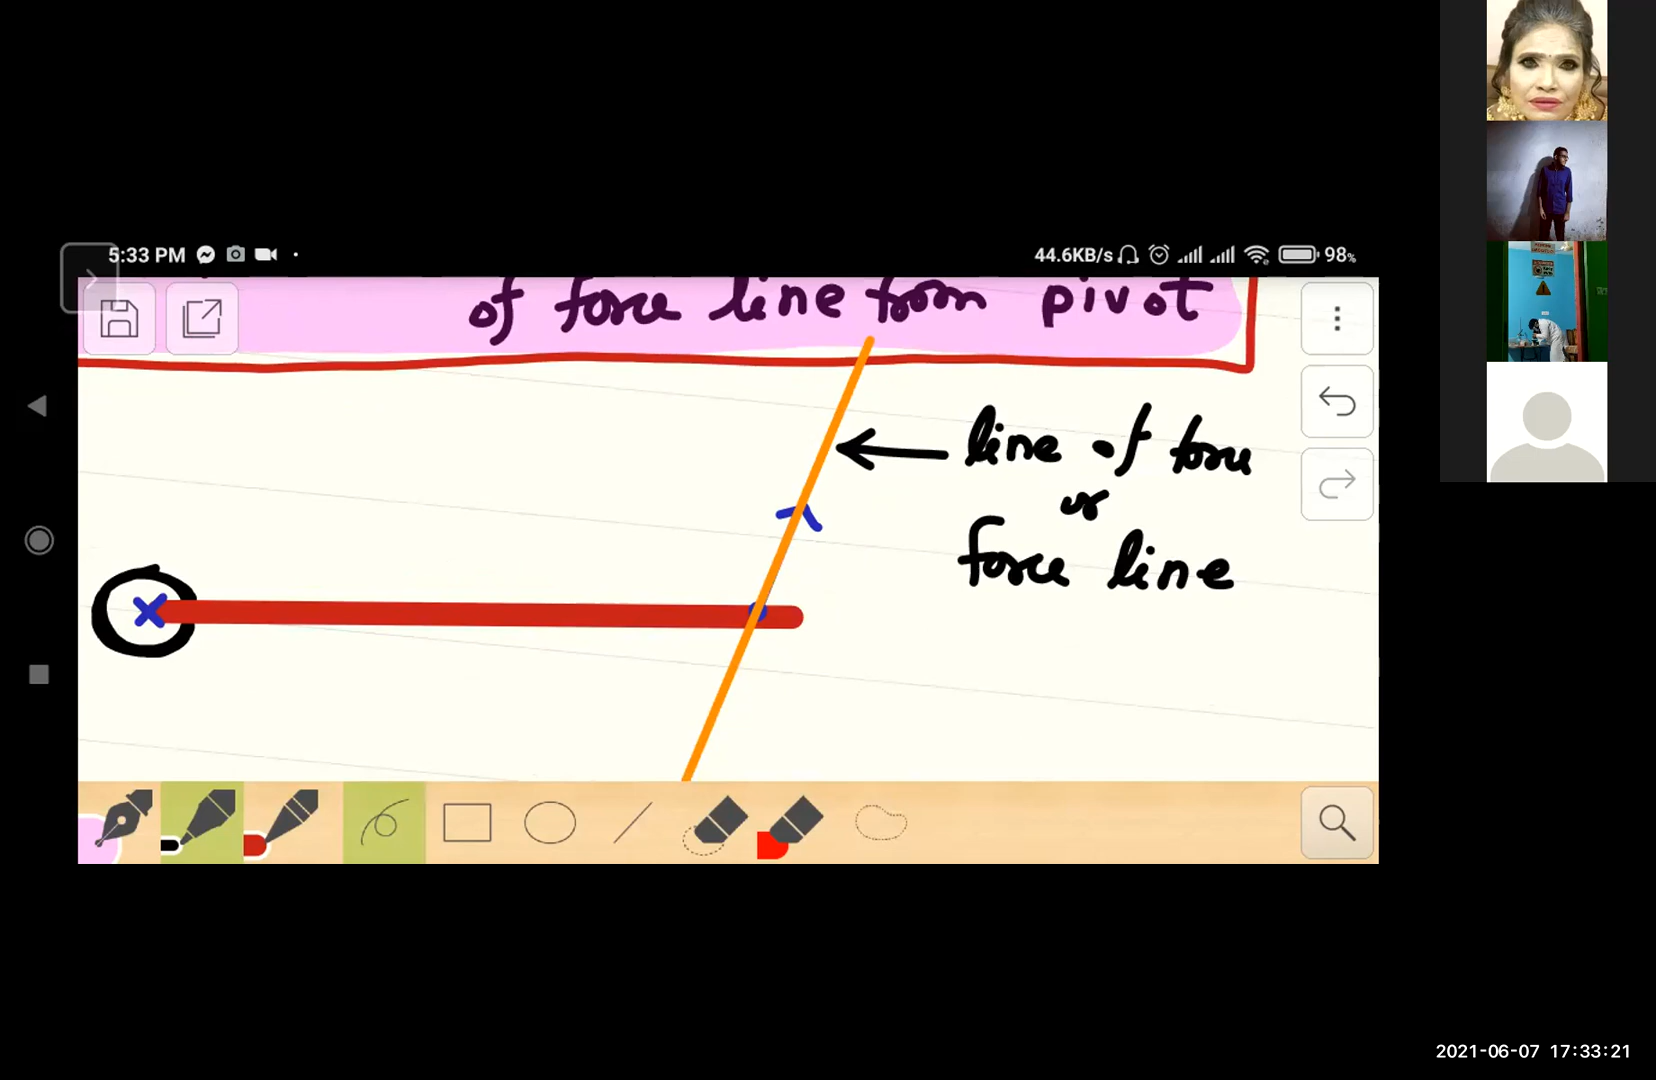 5:33 PM
44.6KB/s
98%
of force line from pivot
line of force
or
force line
2021-06-07 17:33:21